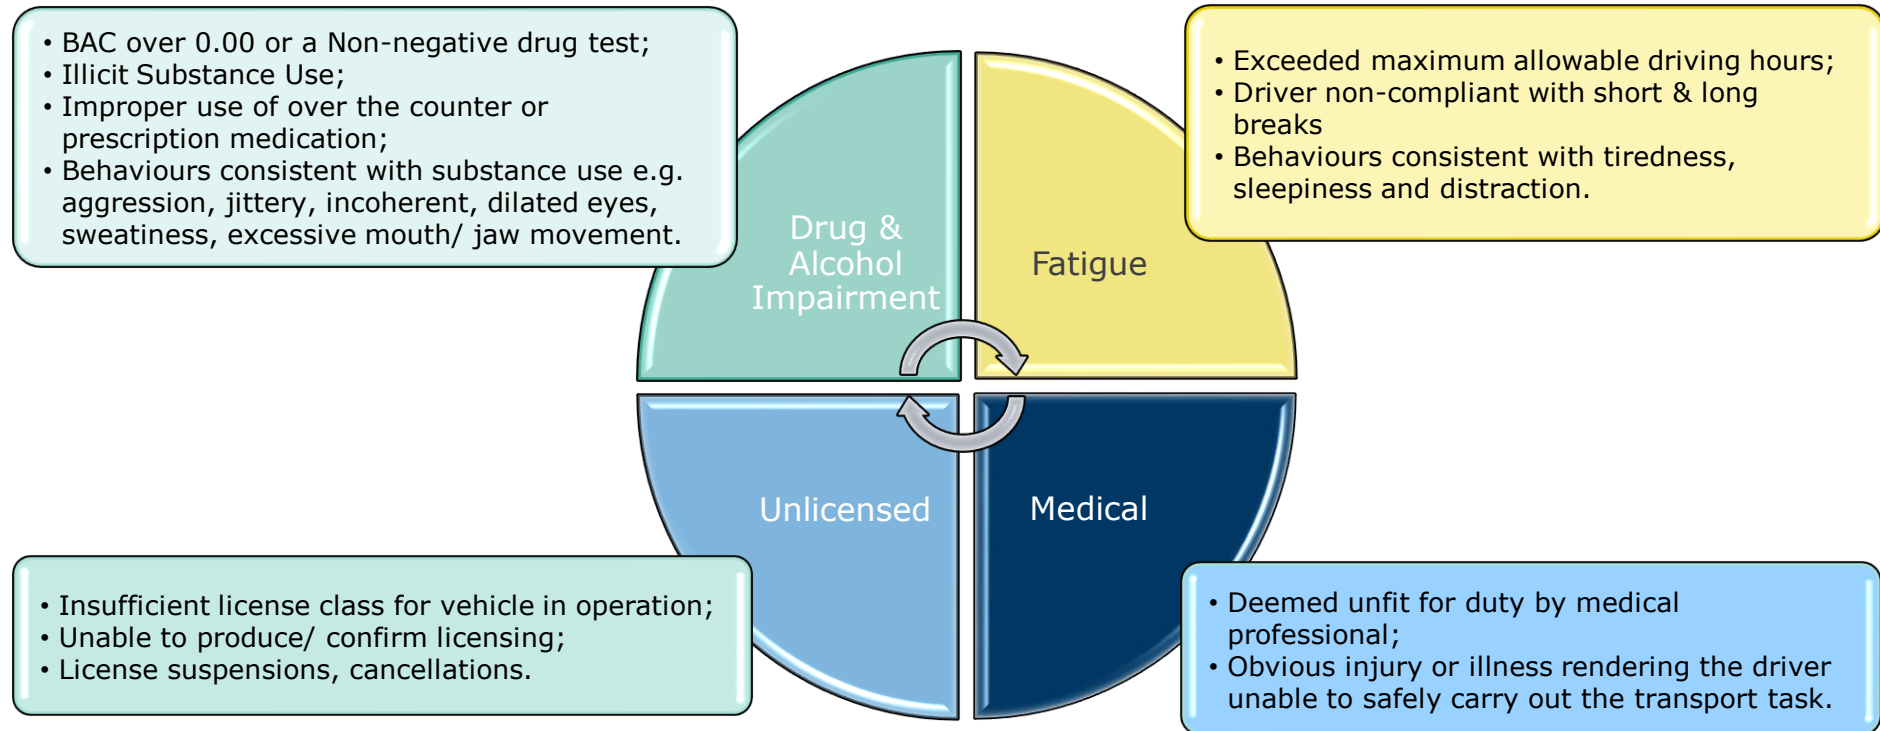 • BAC over 0.00 or a Non-negative drug test;
• Illicit Substance Use;
• Improper use of over the counter or
prescription medication;
• Behaviours consistent with substance use e.g.
aggression, jittery, incoherent, dilated eyes,
sweatiness, excessive mouth/ jaw movement.
• Exceeded maximum allowable driving hours;
• Driver non-compliant with short & long
breaks
• Behaviours consistent with tiredness,
sleepiness and distraction.
Drug &
Alcohol
Impairment
Fatigue
Unlicensed
Medical
• Insufficient license class for vehicle in operation;
• Unable to produce/ confirm licensing;
• License suspensions, cancellations.
• Deemed unfit for duty by medical
professional;
• Obvious injury or illness rendering the driver
unable to safely carry out the transport task.